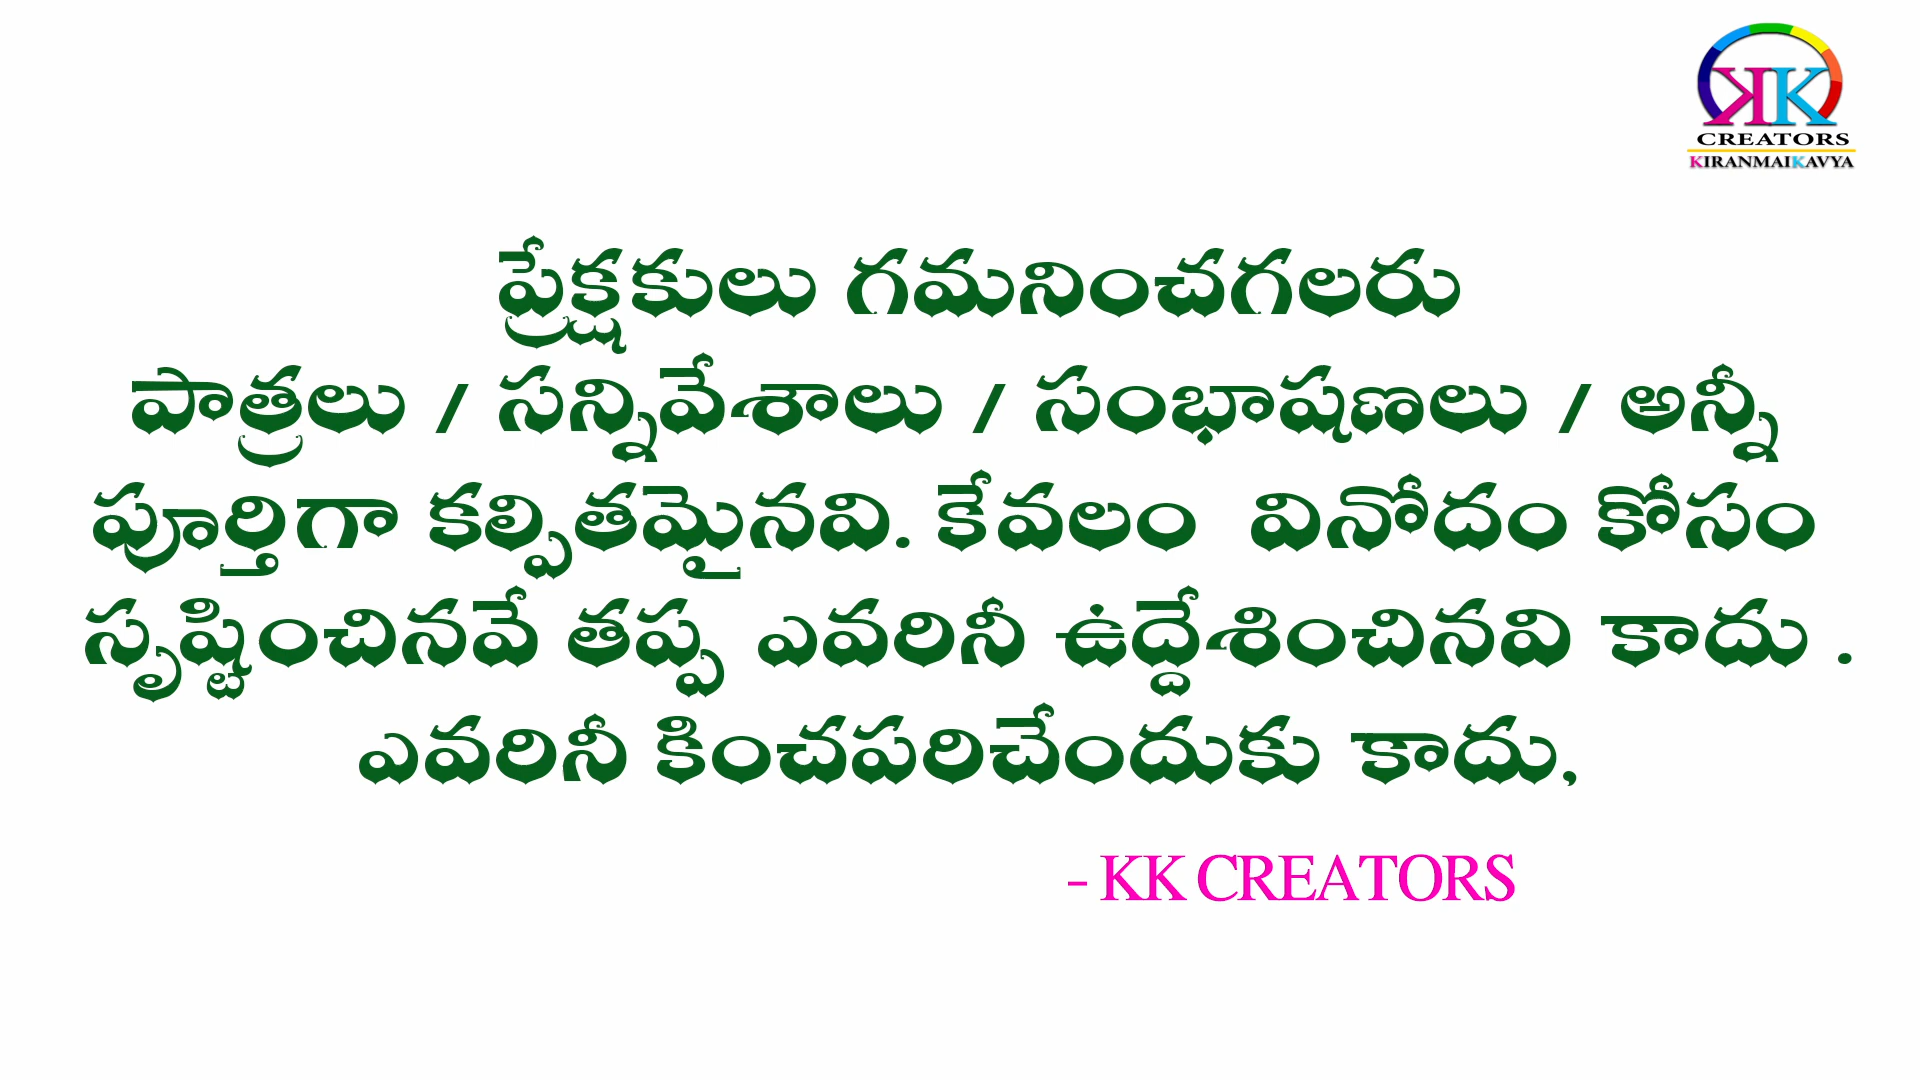 KK
CREATORS
KIRANMAIKAVYA
ప్రేక్షకులు గమనించగలరు
పాత్రలు / సన్నివేశాలు / సంభాషణలు / అన్నీ
పూర్తిగా కల్పితమైనవి. కేవలం వినోదం కోసం
సృష్టించినవే తప్ప ఎవరినీ ఉద్దేశించినవి కాదు .
ఎవరినీ కించపరిచేందుకు కాదు,
- KK CREATORS